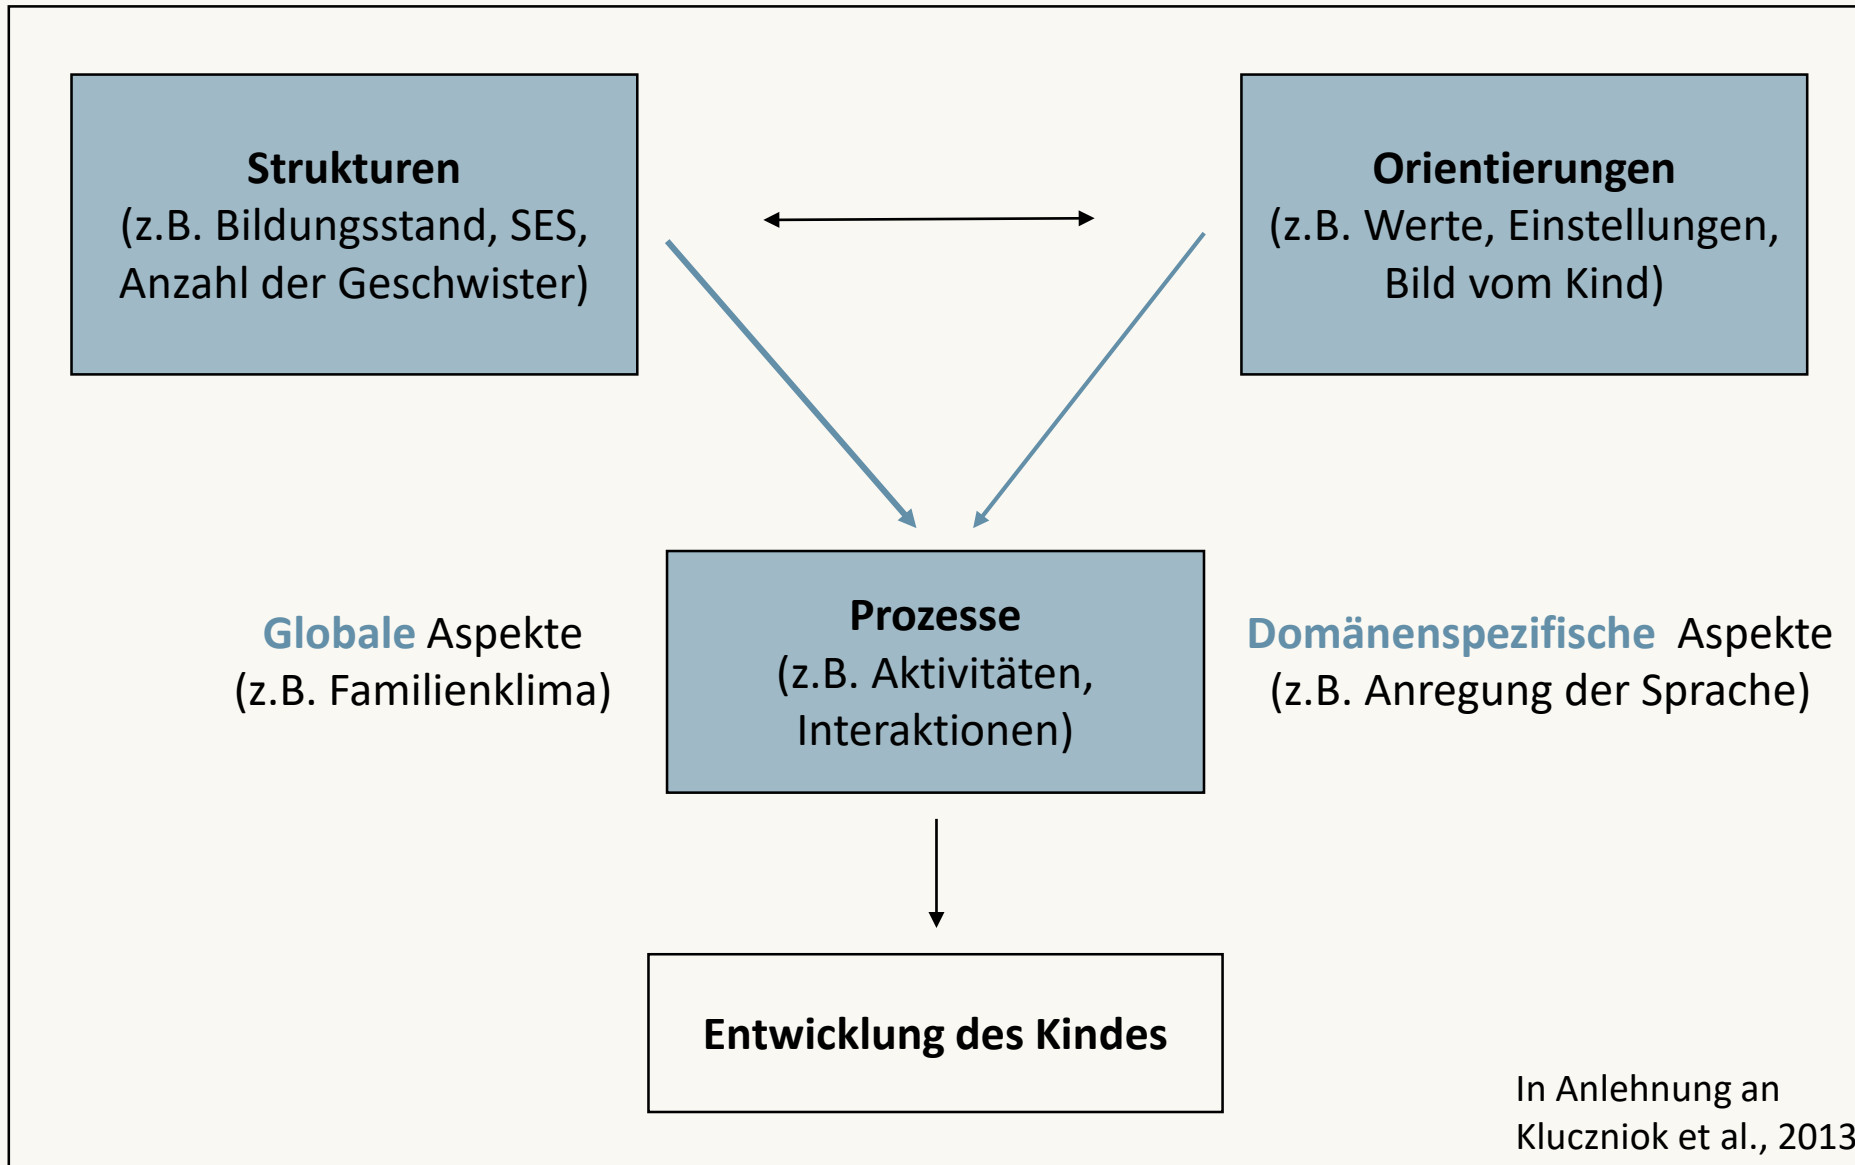 Strukturen
(z.B. Bildungsstand, SES,
Anzahl der Geschwister)
Orientierungen
(z.B. Werte, Einstellungen,
Bild vom Kind)
Globale Aspekte
(z.B. Familienklima)
Prozesse
(z.B. Aktivitäten,
Interaktionen)
Domänenspezifische Aspekte
(z.B. Anregung der Sprache)
Entwicklung des Kindes
In Anlehnung an
Kluczniok et al., 2013